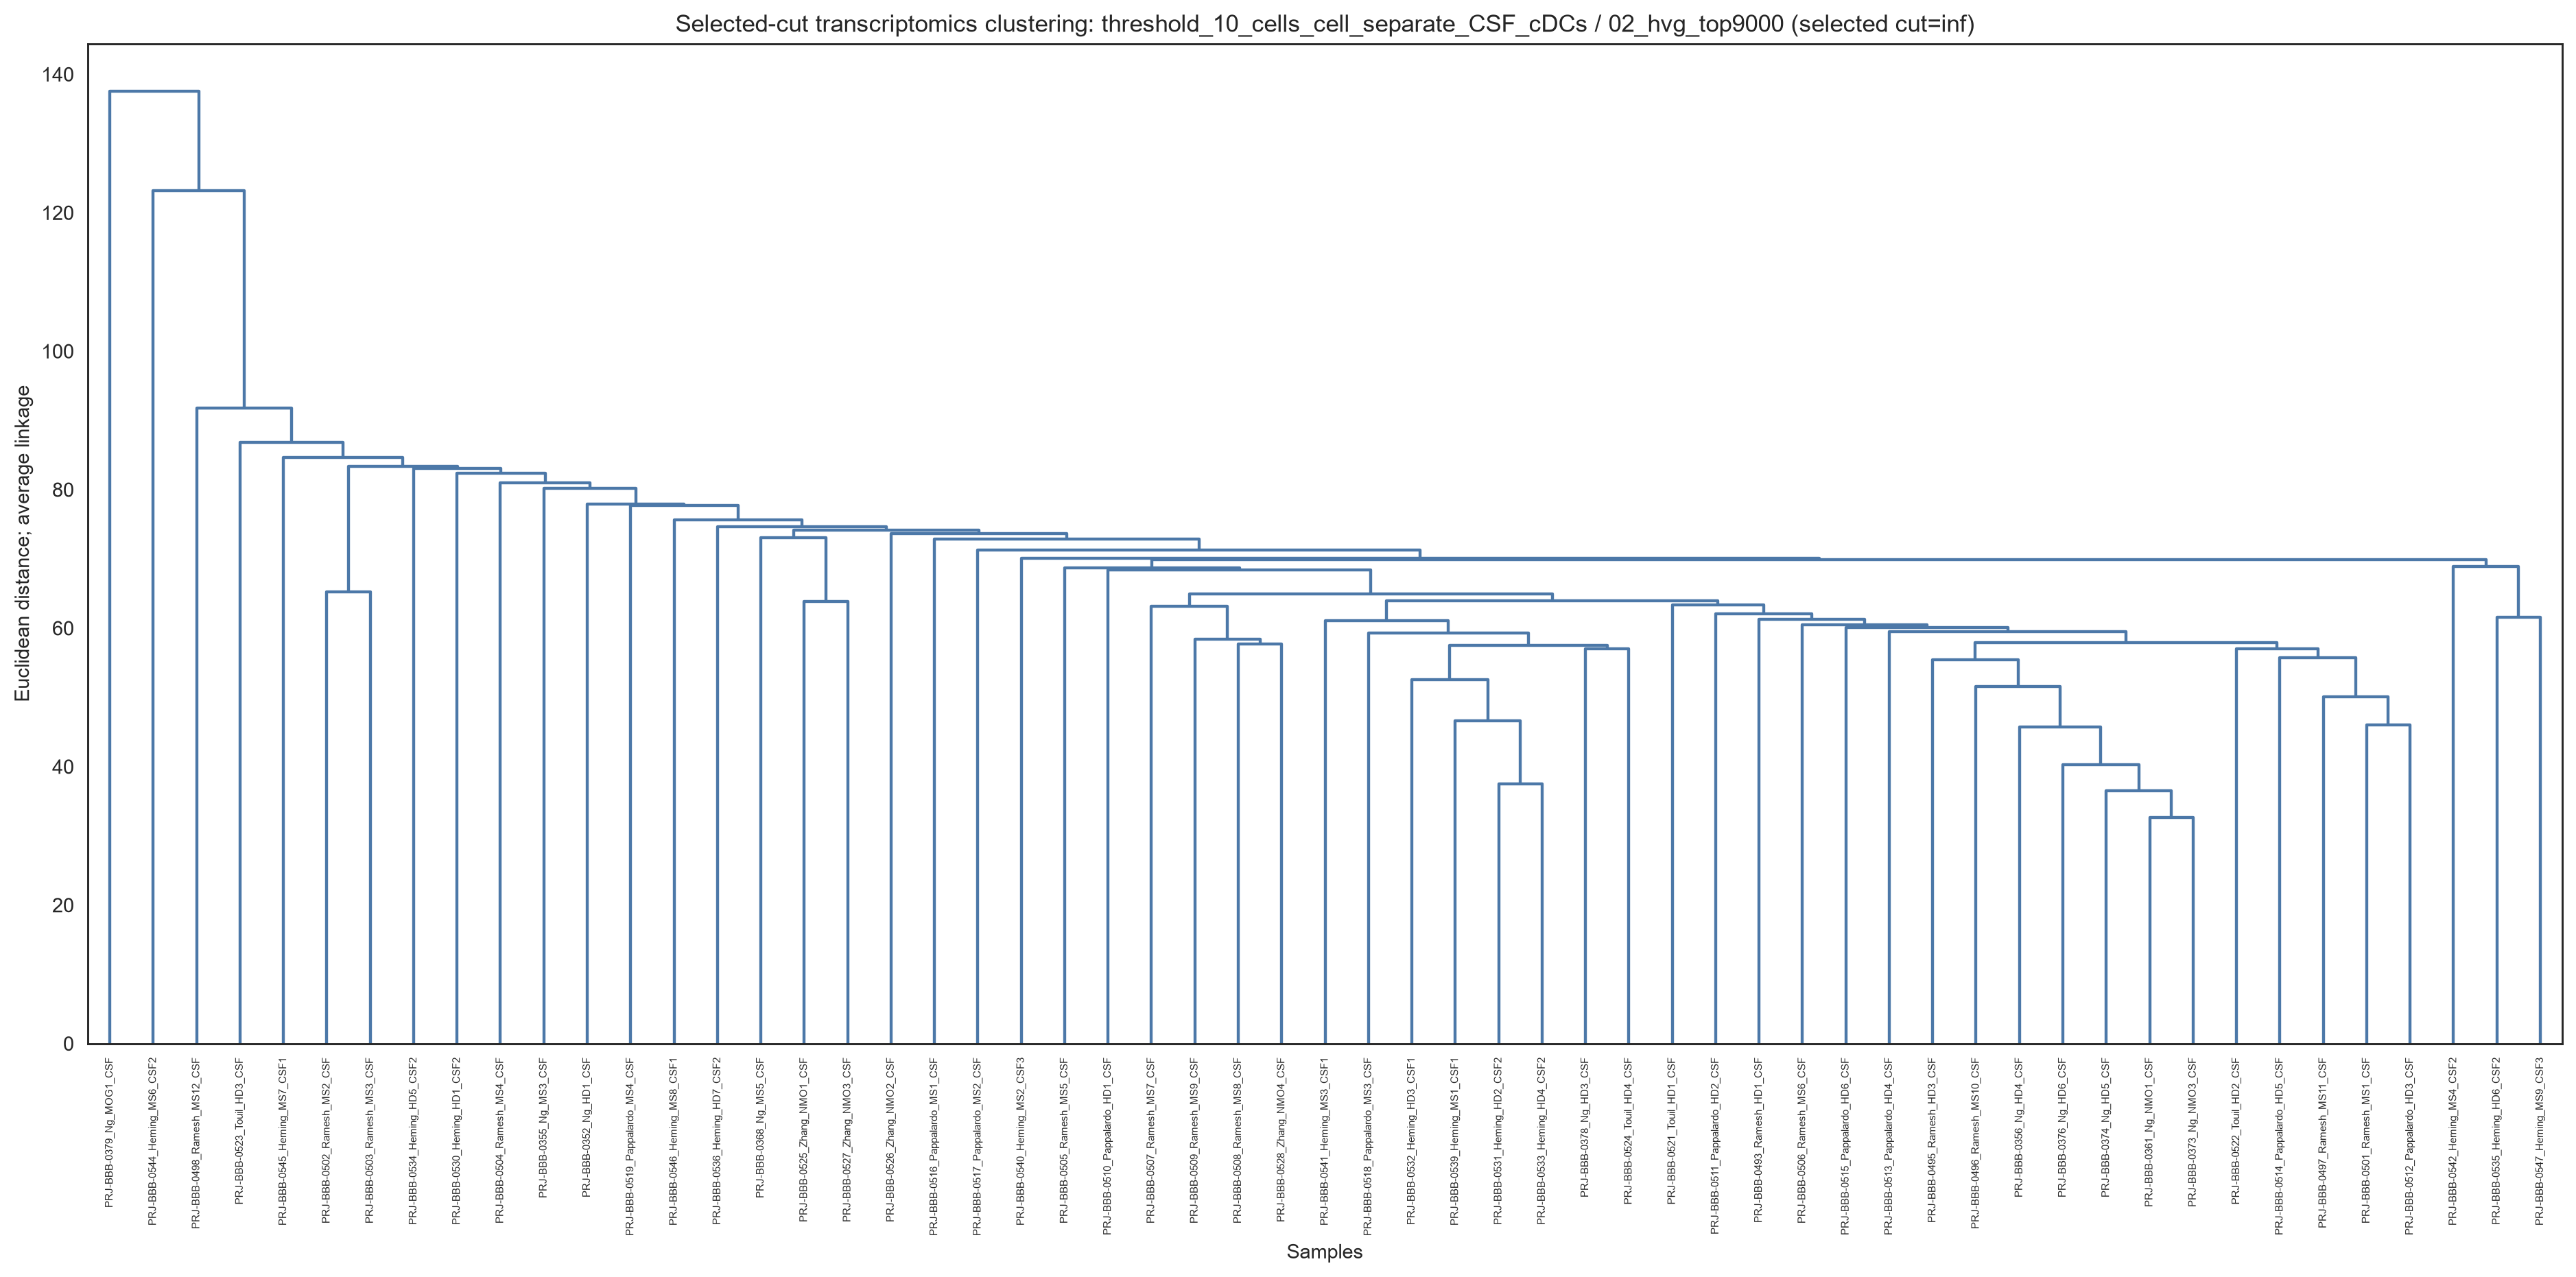 Selected-cut transcriptomics clustering: threshold_10_cells_cell_separate_CSF_cDCs / 02_hvg_top9000 (selected cut=inf)
Euclidean distance; average linkage
140
120
100
80
60
40
20
0
PRJ-BBB-0379_Ng_MOG1_CSF
PRJ-BBB-0544_Heming_MS6_CSF2
PRJ-BBB-0498_Ramesh_MS12_CSF
PRJ-BBB-0523_Touil_HD3_CSF
PRJ-BBB-0545_Heming_MS7_CSF1
PRJ-BBB-0502_Ramesh_MS2_CSF
PRJ-BBB-0503_Ramesh_MS3_CSF
PRJ-BBB-0534_Heming_HD5_CSF2
PRJ-BBB-0530_Heming_HD1_CSF2
PRJ-BBB-0504_Ramesh_MS4_CSF
PRJ-BBB-0355_Ng_MS3_CSF
PRJ-BBB-0352_Ng_HD1_CSF
PRJ-BBB-0519_Pappalardo_MS4_CSF
PRJ-BBB-0546_Heming_MS8_CSF1
PRJ-BBB-0536_Heming_HD7_CSF2
PRJ-BBB-0368_Ng_MS5_CSF
PRJ-BBB-0525_Zhang_NMO1_CSF
PRJ-BBB-0527_Zhang_NMO3_CSF
PRJ-BBB-0526_Zhang_NMO2_CSF
PRJ-BBB-0516_Pappalardo_MS1_CSF
PRJ-BBB-0517_Pappalardo_MS2_CSF
PRJ-BBB-0540_Heming_MS2_CSF3
PRJ-BBB-0505_Ramesh_MS5_CSF
PRJ-BBB-0510_Pappalardo_HD1_CSF
PRJ-BBB-0507_Ramesh_MS7_CSF
PRJ-BBB-0509_Ramesh_MS9_CSF
PRJ-BBB-0508_Ramesh_MS8_CSF
PRJ-BBB-0528_Zhang_NMO4_CSF
PRJ-BBB-0541_Heming_MS3_CSF1
PRJ-BBB-0518_Pappalardo_MS3_CSF
PRJ-BBB-0532_Heming_HD3_CSF1
PRJ-BBB-0539_Heming_MS1_CSF1
PRJ-BBB-0531_Heming_HD2_CSF2
PRJ-BBB-0533_Heming_HD4_CSF2
PRJ-BBB-0378_Ng_HD3_CSF
PRJ-BBB-0524_Touil_HD4_CSF
PRJ-BBB-0521_Touil_HD1_CSF
PRJ-BBB-0511_Pappalardo_HD2_CSF
PRJ-BBB-0493_Ramesh_HD1_CSF
PRJ-BBB-0506_Ramesh_MS6_CSF
PRJ-BBB-0515_Pappalardo_HD6_CSF
PRJ-BBB-0513_Pappalardo_HD4_CSF
PRJ-BBB-0495_Ramesh_HD3_CSF
PRJ-BBB-0496_Ramesh_MS10_CSF
PRJ-BBB-0356_Ng_HD4_CSF
PRJ-BBB-0376_Ng_HD6_CSF
PRJ-BBB-0374_Ng_HD5_CSF
PRJ-BBB-0361_Ng_NMO1_CSF
PRJ-BBB-0373_Ng_NMO3_CSF
PRJ-BBB-0522_Touil_HD2_CSF
PRJ-BBB-0514_Pappalardo_HD5_CSF
PRJ-BBB-0497_Ramesh_MS11_CSF
PRJ-BBB-0501_Ramesh_MS1_CSF
PRJ-BBB-0512_Pappalardo_HD3_CSF
PRJ-BBB-0542_Heming_MS4_CSF2
PRJ-BBB-0535_Heming_HD6_CSF2
PRJ-BBB-0547_Heming_MS9_CSF3
Samples